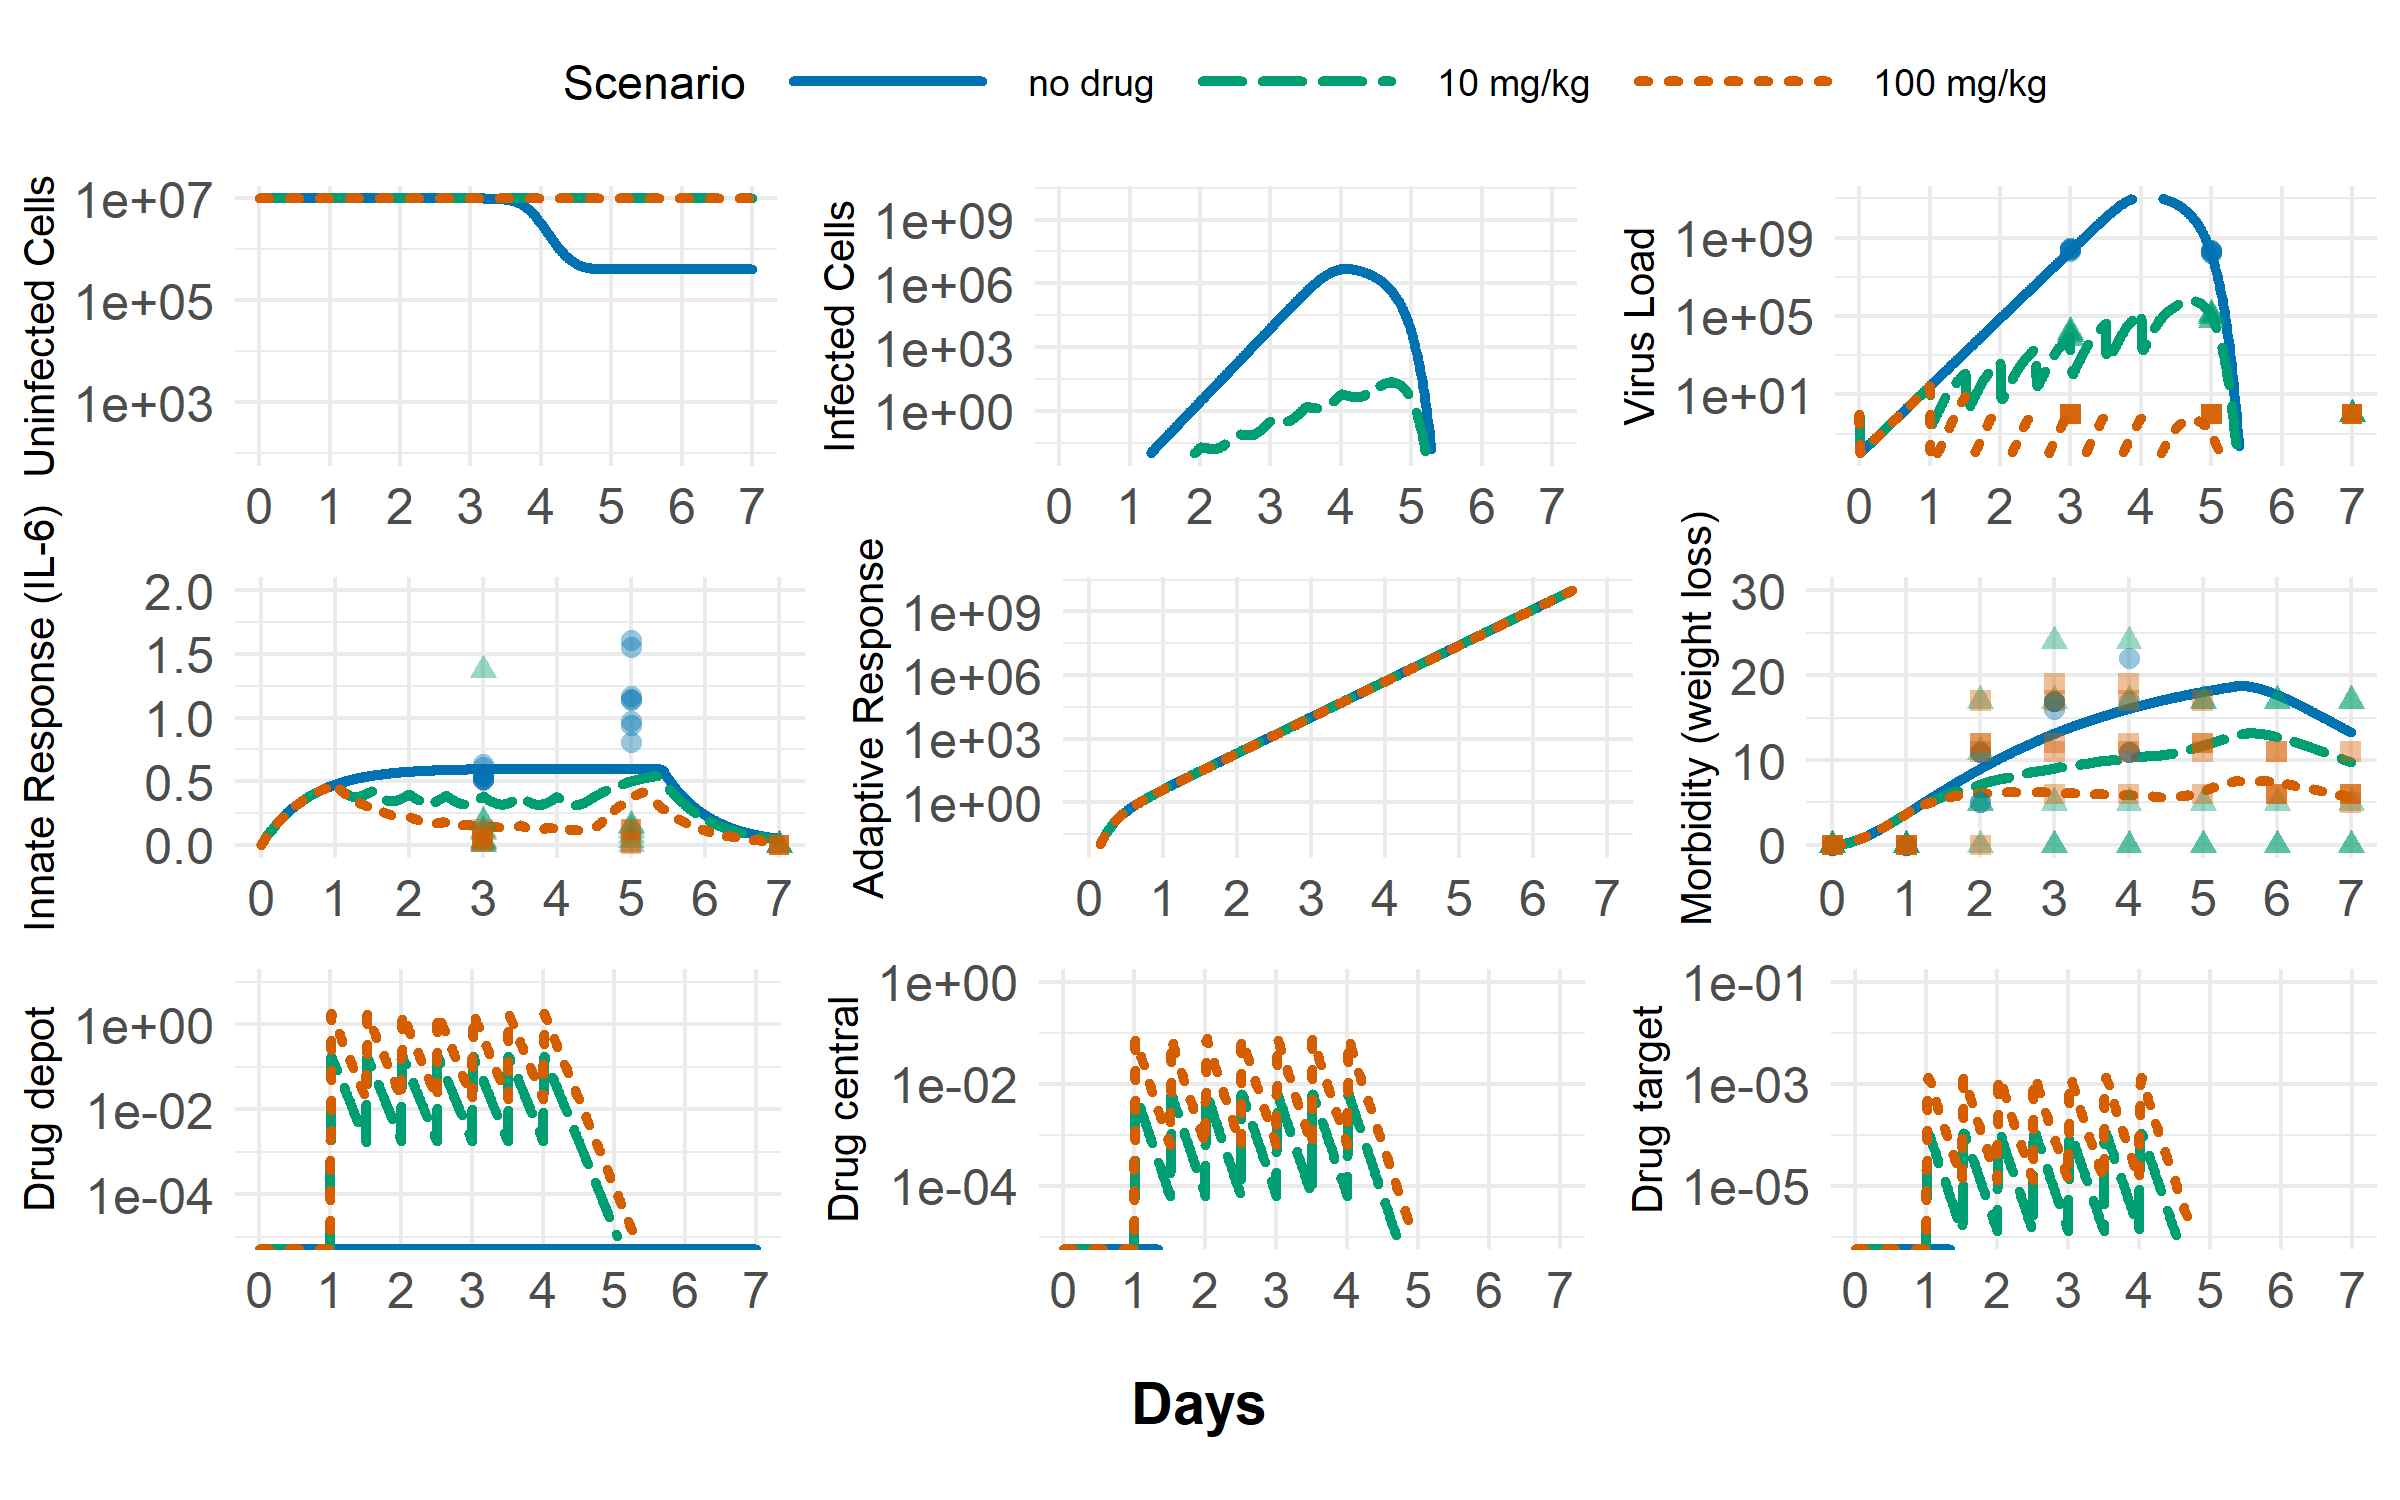 Scenario no drug 10 mg/kg 100 mg/kg
Uninfected Cells
1e+07
1e+05
1e+03
0 1 2 3 4 5 6 7
Infected Cells
1e+09
1e+06
1e+03
1e+00
0 1 2 3 4 5 6 7
Virus Load
1e+09
1e+05
1e+01
0 1 2 3 4 5 6 7
Innate Response (IL-6)
2.0
1.5
1.0
0.5
0.0
0 1 2 3 4 5 6 7
Adaptive Response
1e+09
1e+06
1e+03
1e+00
0 1 2 3 4 5 6 7
Morbidity (weight loss)
30
20
10
0
0 1 2 3 4 5 6 7
Drug depot
1e+00
1e-02
1e-04
0 1 2 3 4 5 6 7
Drug central
1e+00
1e-02
1e-04
0 1 2 3 4 5 6 7
Drug target
1e-01
1e-03
1e-05
0 1 2 3 4 5 6 7
Days